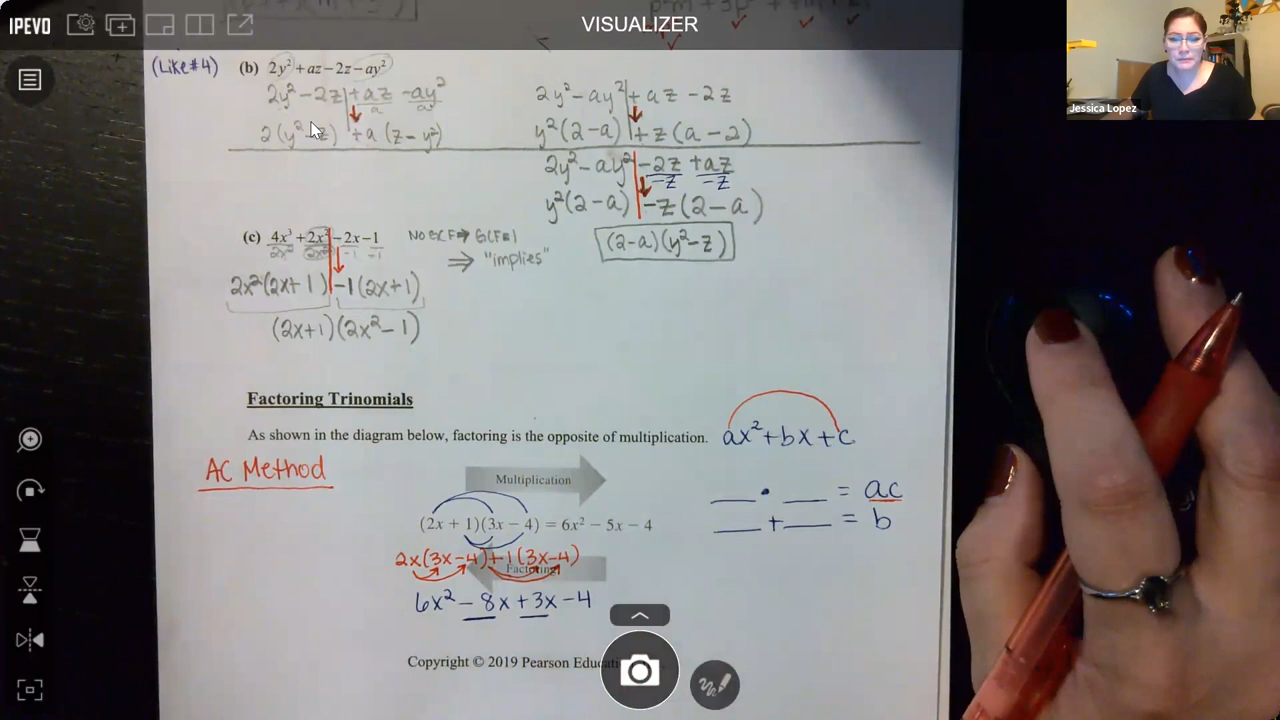 IPEVO
VISUALIZER
Jessica Lopez
(Like #4) (b) 2y² + az − 2z − ay²
2y² − 2z + az − ay²
a
2(y² − z) + a(z − y²)
2y² − ay² + az − 2z
y²(2 − a) + z(a − 2)
2y² − ay² − 2z + az
−z −z
y²(2 − a) − z(2 − a)
(2 − a)(y² − z)
(c) 4x³ + 2x² − 2x − 1
2x² 2x² −1 −1
2x²(2x + 1) − 1(2x + 1)
(2x + 1)(2x² − 1)
No GCF ⇒ GCF = 1
⇒ "implies"
Factoring Trinomials
As shown in the diagram below, factoring is the opposite of multiplication.
AC Method
Multiplication
(2x + 1)(3x − 4) = 6x² − 5x − 4
2x(3x − 4) + 1(3x − 4)
Factoring
6x² − 8x + 3x − 4
ax² + bx + c
___ · ___ = ac
___ + ___ = b
Copyright © 2019 Pearson